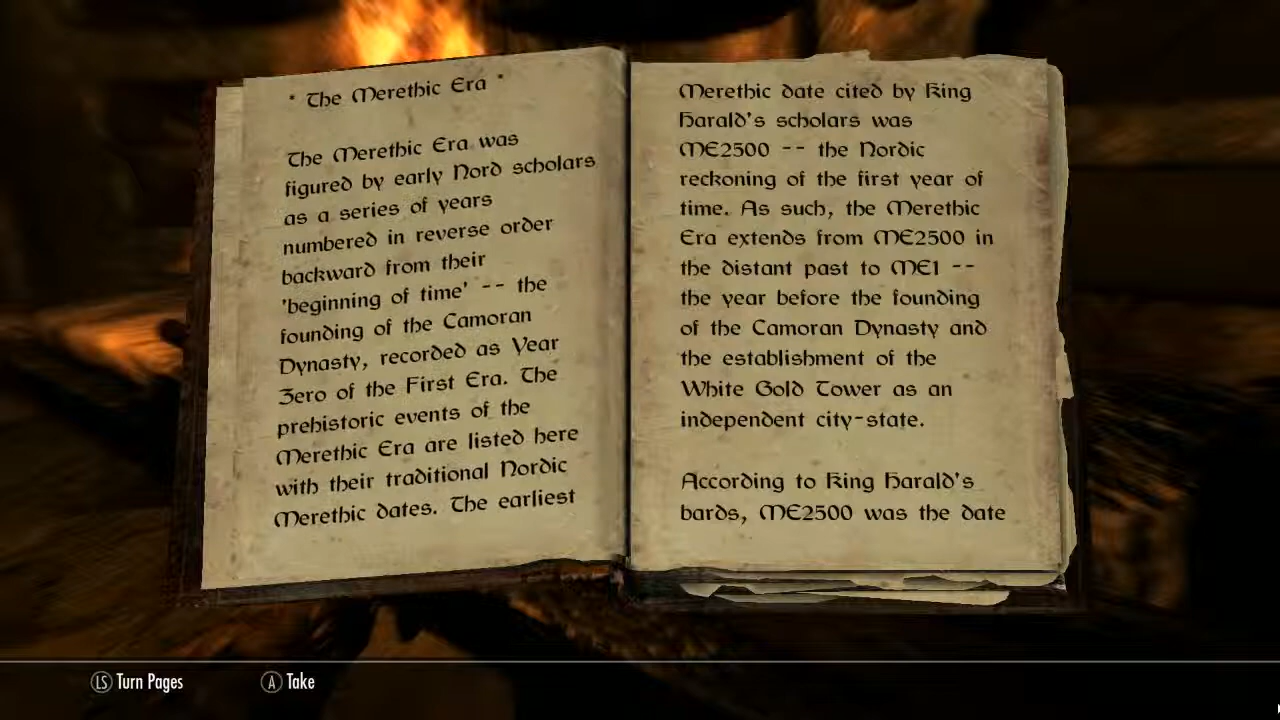 * The Merethic Era *
The Merethic Era was
figured by early Nord scholars
as a series of years
numbered in reverse order
backward from their
'beginning of time' -- the
founding of the Camoran
Dynasty, recorded as Year
Zero of the First Era. The
prehistoric events of the
Merethic Era are listed here
with their traditional Nordic
Merethic dates. The earliest
Merethic date cited by King
Harald's scholars was
ME2500 -- the Nordic
reckoning of the first year of
time. As such, the Merethic
Era extends from ME2500 in
the distant past to ME1 --
the year before the founding
of the Camoran Dynasty and
the establishment of the
White Gold Tower as an
independent city-state.
According to King Harald's
bards, ME2500 was the date
LS Turn Pages
A Take